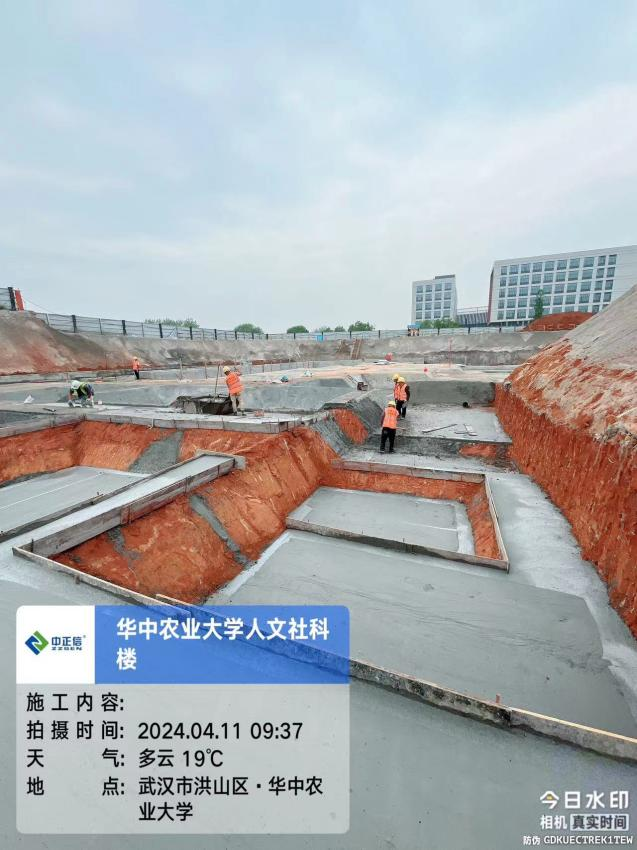 中正信®
ZZGEN
华中农业大学人文社科
楼
施工内容:
拍摄时间: 2024.04.11 09:37
天气: 多云 19℃
地点: 武汉市洪山区·华中农
业大学
今日水印
相机 真实时间
防伪 GDKUECTREK1TEW